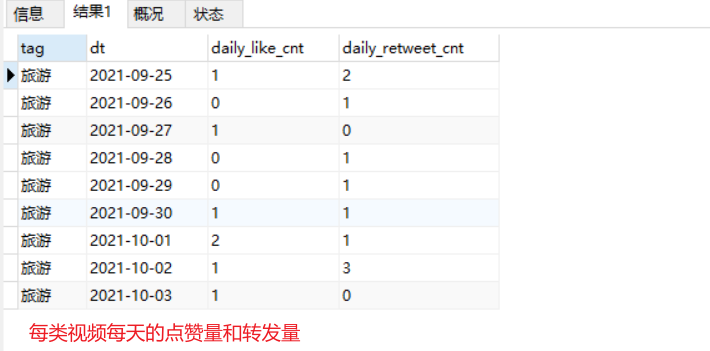 信息 结果1 概况 状态
tag dt daily_like_cnt daily_retweet_cnt
旅游 2021-09-25 1 2
旅游 2021-09-26 0 1
旅游 2021-09-27 1 0
旅游 2021-09-28 0 1
旅游 2021-09-29 0 1
旅游 2021-09-30 1 1
旅游 2021-10-01 2 1
旅游 2021-10-02 1 3
旅游 2021-10-03 1 0
每类视频每天的点赞量和转发量